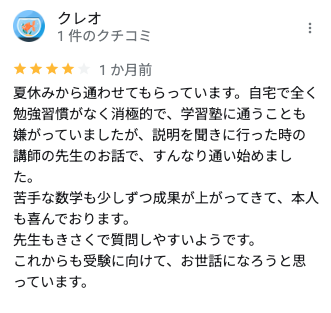 クレオ
1 件のクチコミ
1 か月前
夏休みから通わせてもらっています。自宅で全く
勉強習慣がなく消極的で、学習塾に通うことも
嫌がっていましたが、説明を聞きに行った時の
講師の先生のお話で、すんなり通い始めまし
た。
苦手な数学も少しずつ成果が上がってきて、本人
も喜んでおります。
先生もきさくで質問しやすいようです。
これからも受験に向けて、お世話になろうと思
っています。